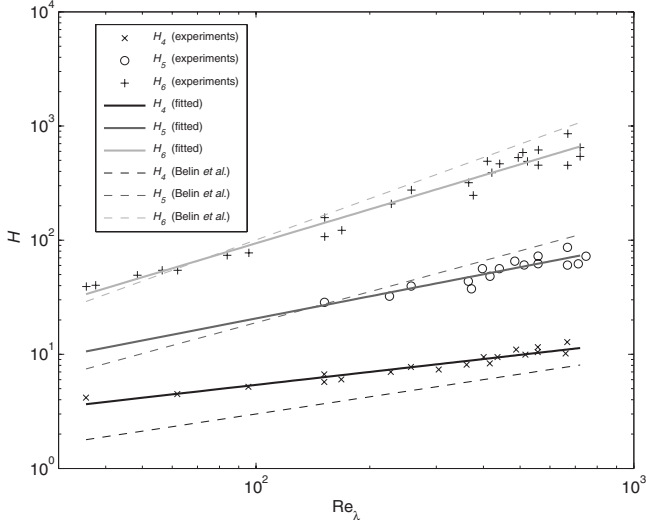 10^4
H_4 (experiments)
H_5 (experiments)
H_6 (experiments)
H_4 (fitted)
H_5 (fitted)
H_6 (fitted)
H_4 (Belin et al.)
H_5 (Belin et al.)
H_6 (Belin et al.)
10^3
10^2
H
10^1
10^0
10^2
10^3
Re_λ